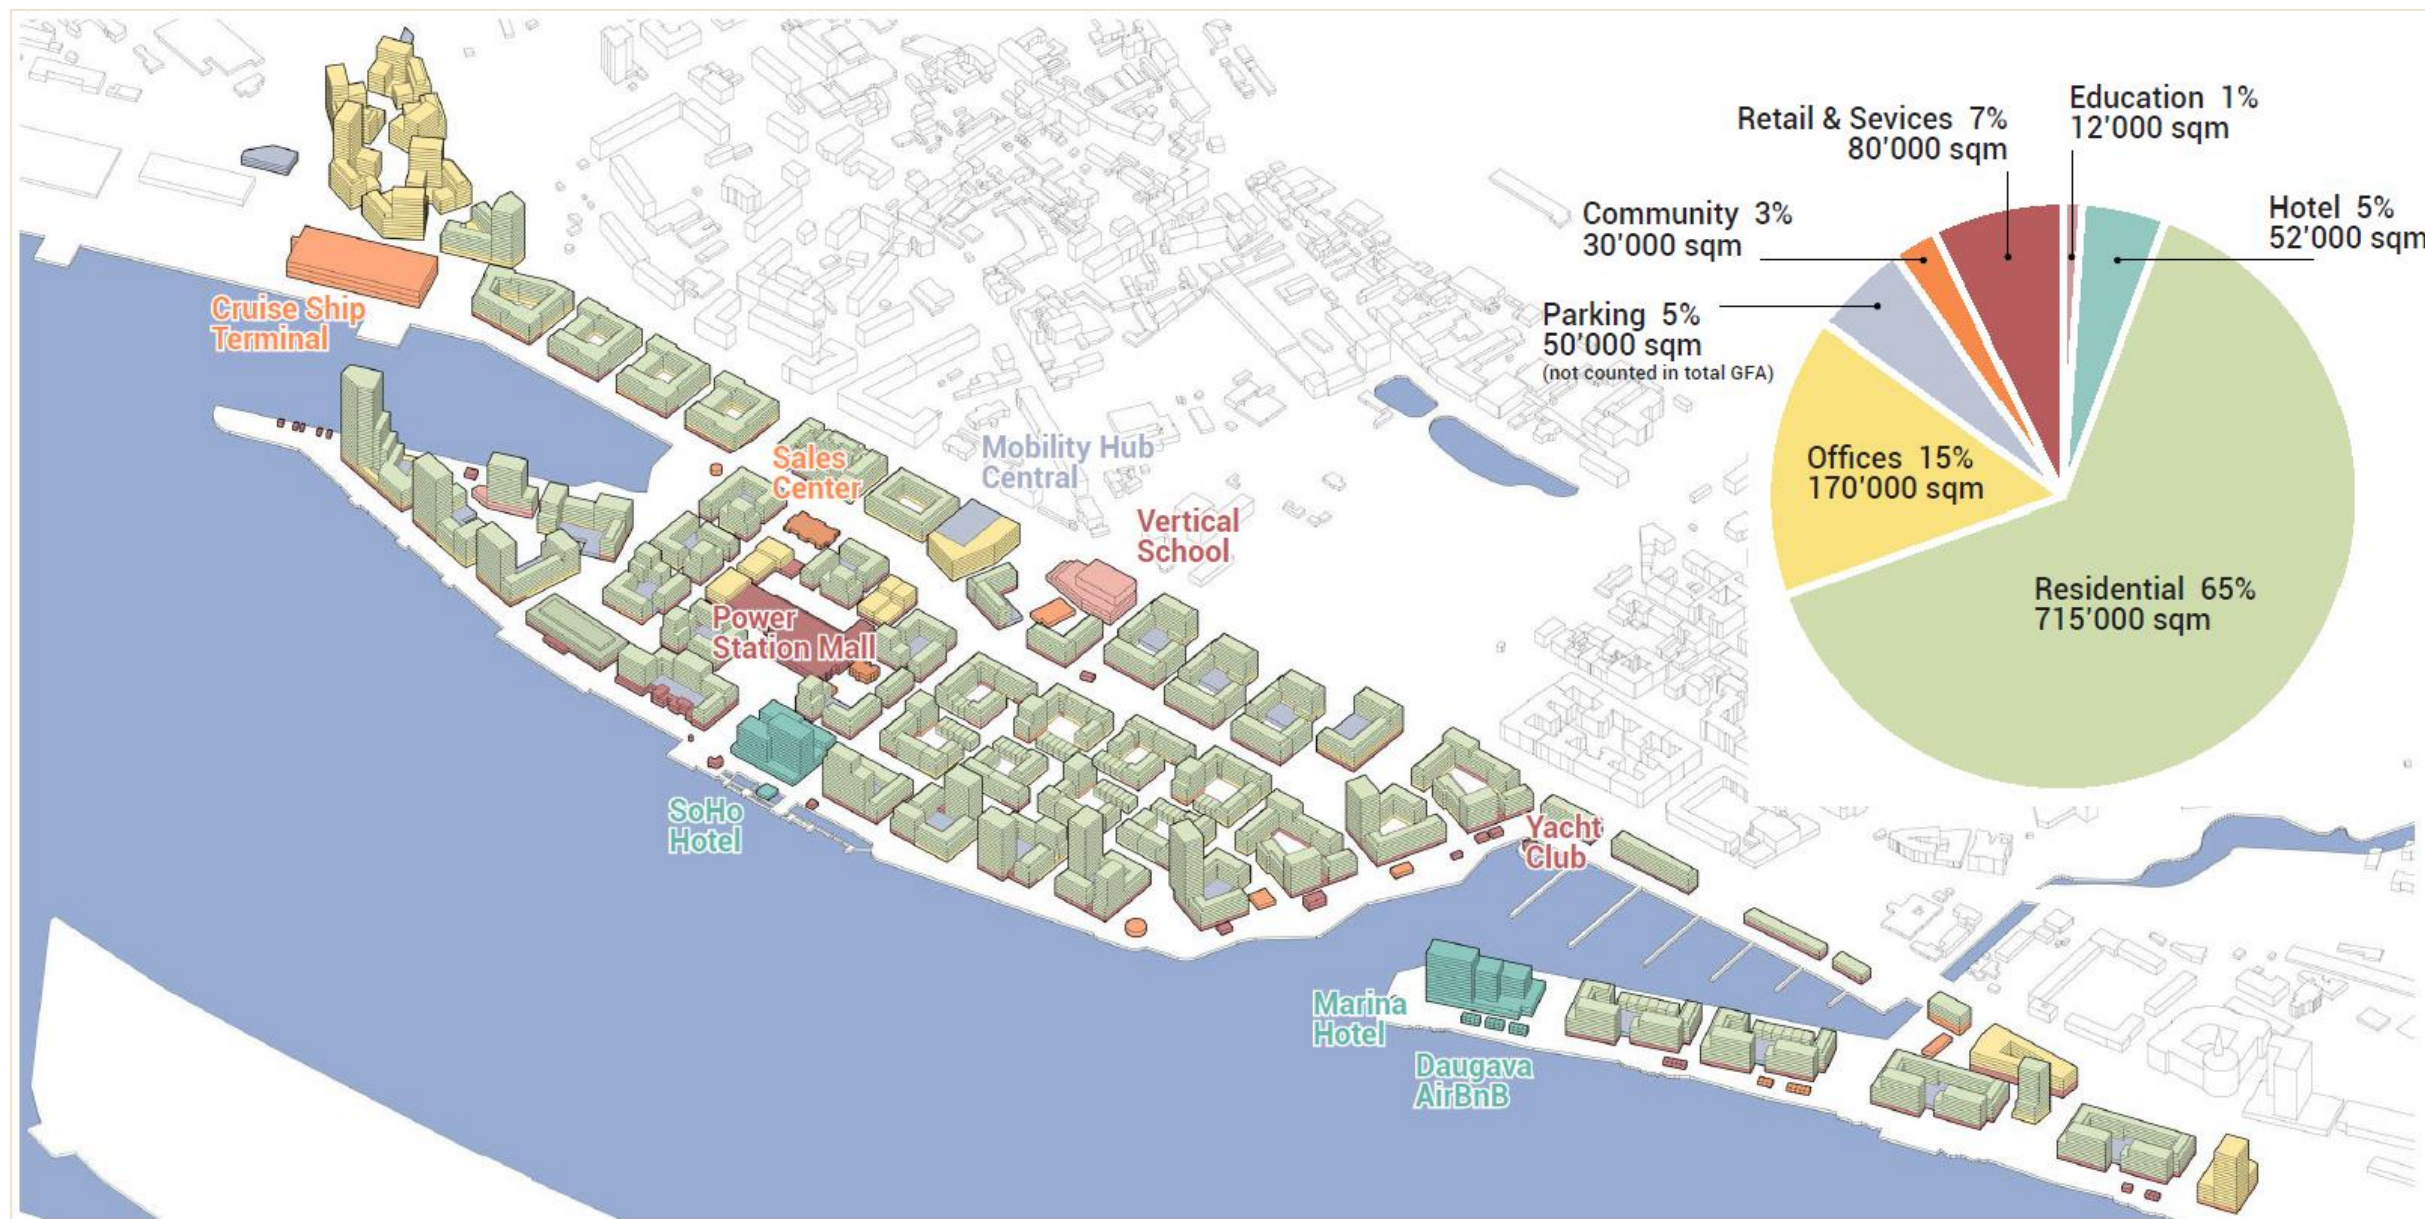 Education 1%
12'000 sqm
Retail & Sevices 7%
80'000 sqm
Community 3%
30'000 sqm
Hotel 5%
52'000 sqm
Parking 5%
50'000 sqm
(not counted in total GFA)
Offices 15%
170'000 sqm
Residential 65%
715'000 sqm
Cruise Ship
Terminal
Sales
Center
Mobility Hub
Central
Vertical
School
Power
Station Mall
SoHo
Hotel
Yacht
Club
Marina
Hotel
Daugava
AirBnB